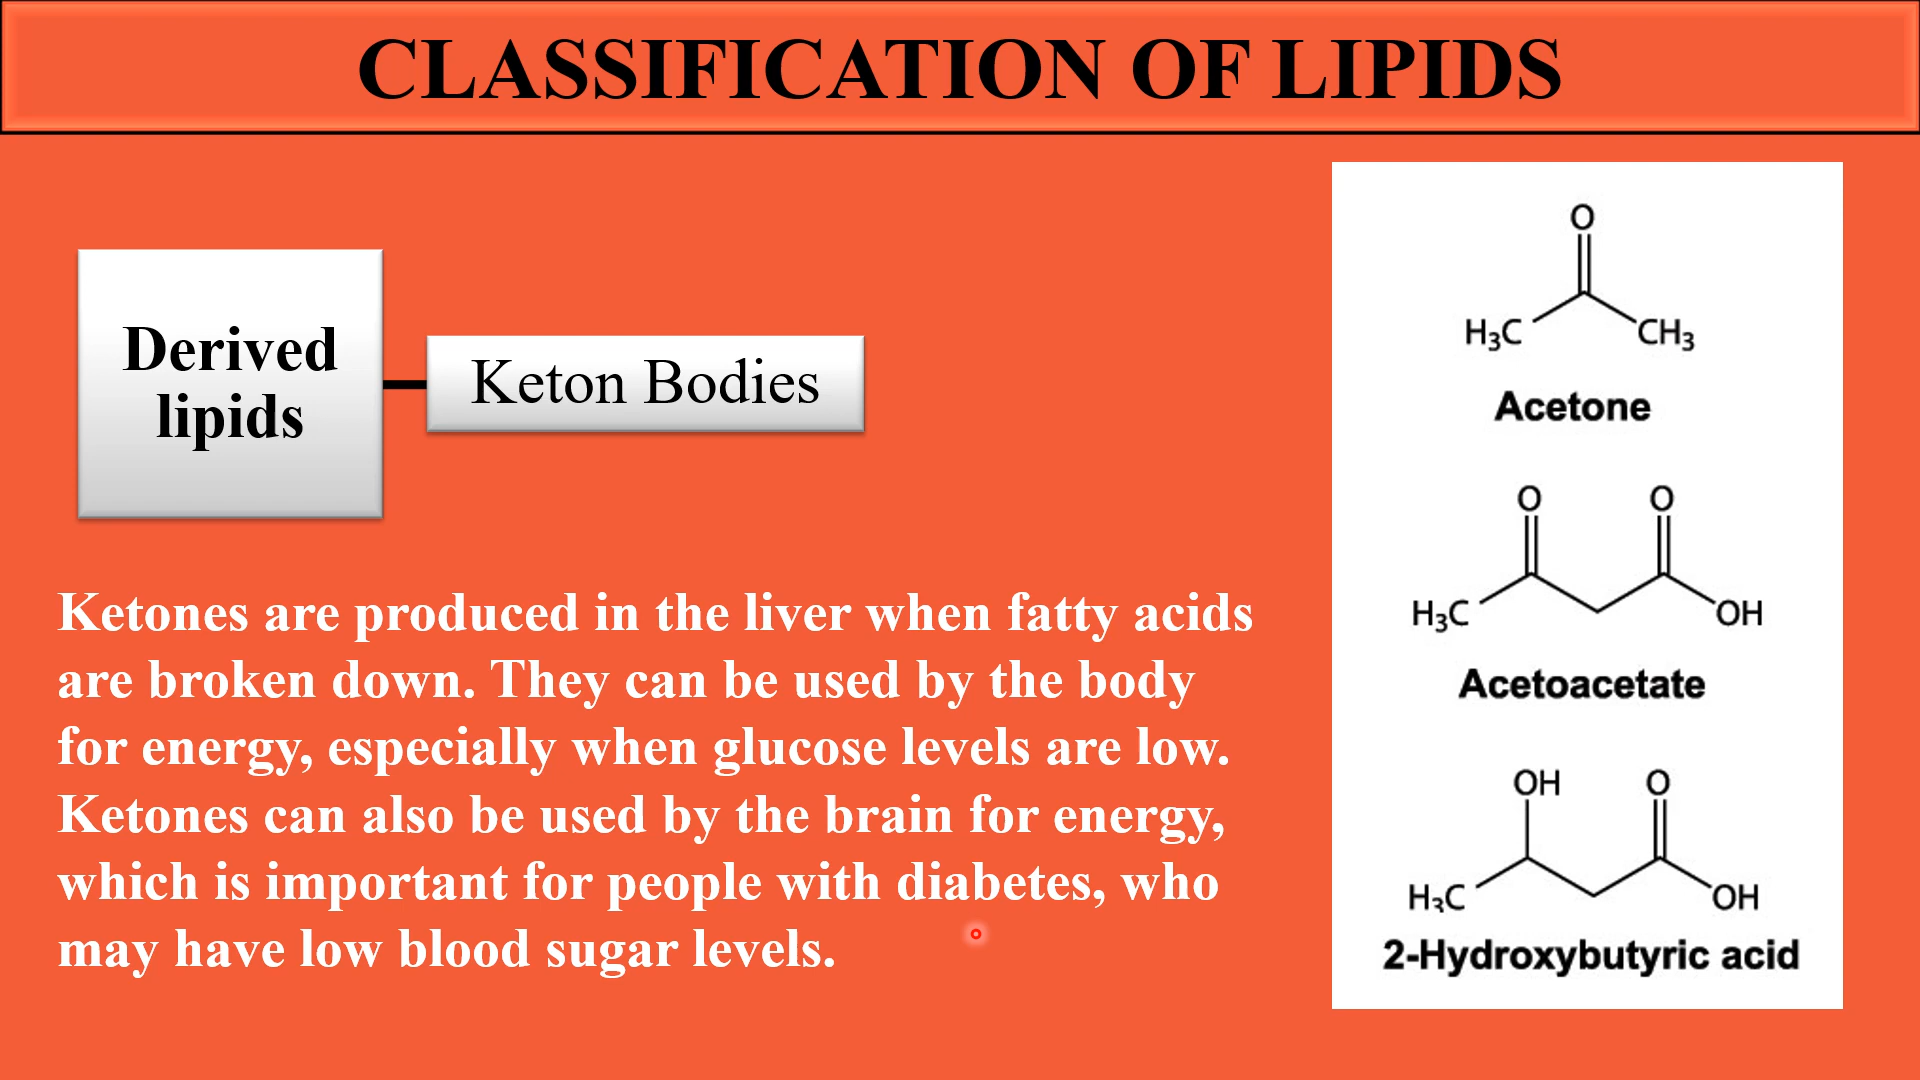 CLASSIFICATION OF LIPIDS
Derived
lipids
Keton Bodies
Ketones are produced in the liver when fatty acids
are broken down. They can be used by the body
for energy, especially when glucose levels are low.
Ketones can also be used by the brain for energy,
which is important for people with diabetes, who
may have low blood sugar levels.
O
H₃C
CH₃
Acetone
O
O
H₃C
OH
Acetoacetate
OH
O
H₃C
OH
2-Hydroxybutyric acid